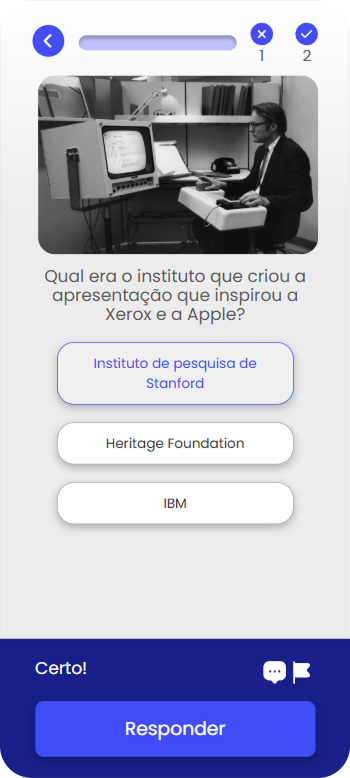 1
2
Qual era o instituto que criou a
apresentação que inspirou a
Xerox e a Apple?
Instituto de pesquisa de
Stanford
Heritage Foundation
IBM
Certo!
Responder